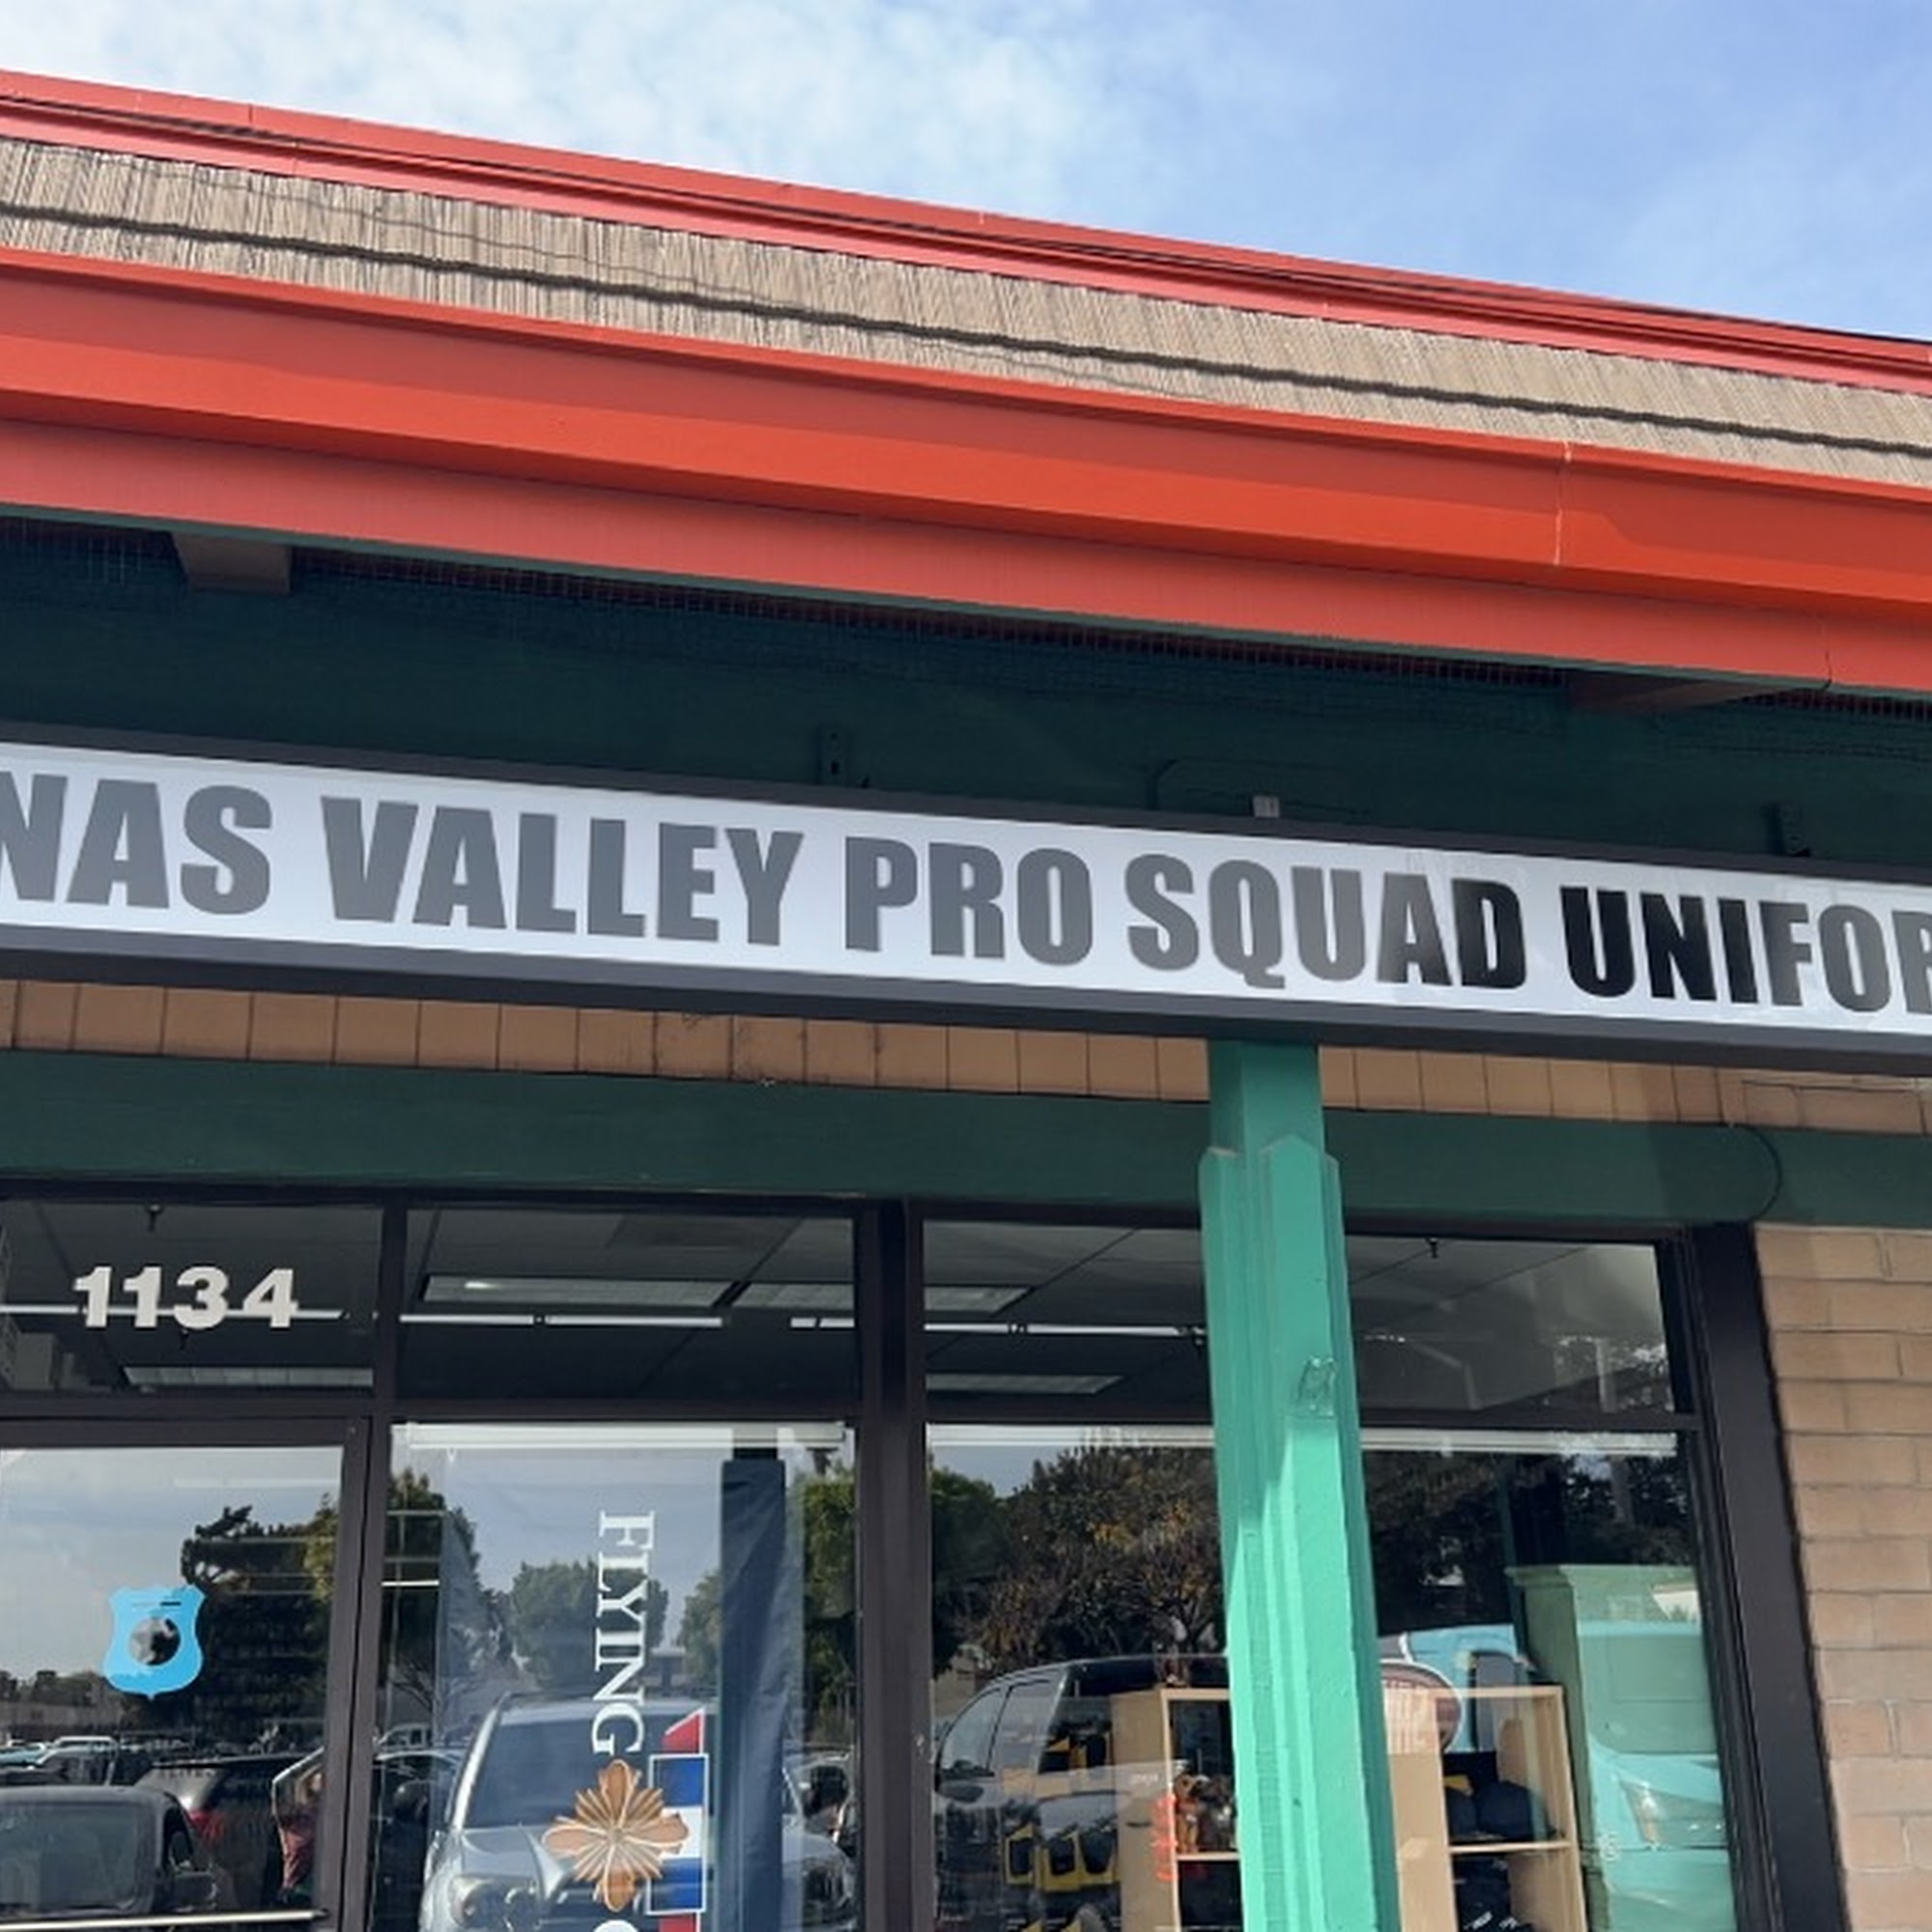 NAS VALLEY PRO SQUAD UNIFOR
1134
FLYING